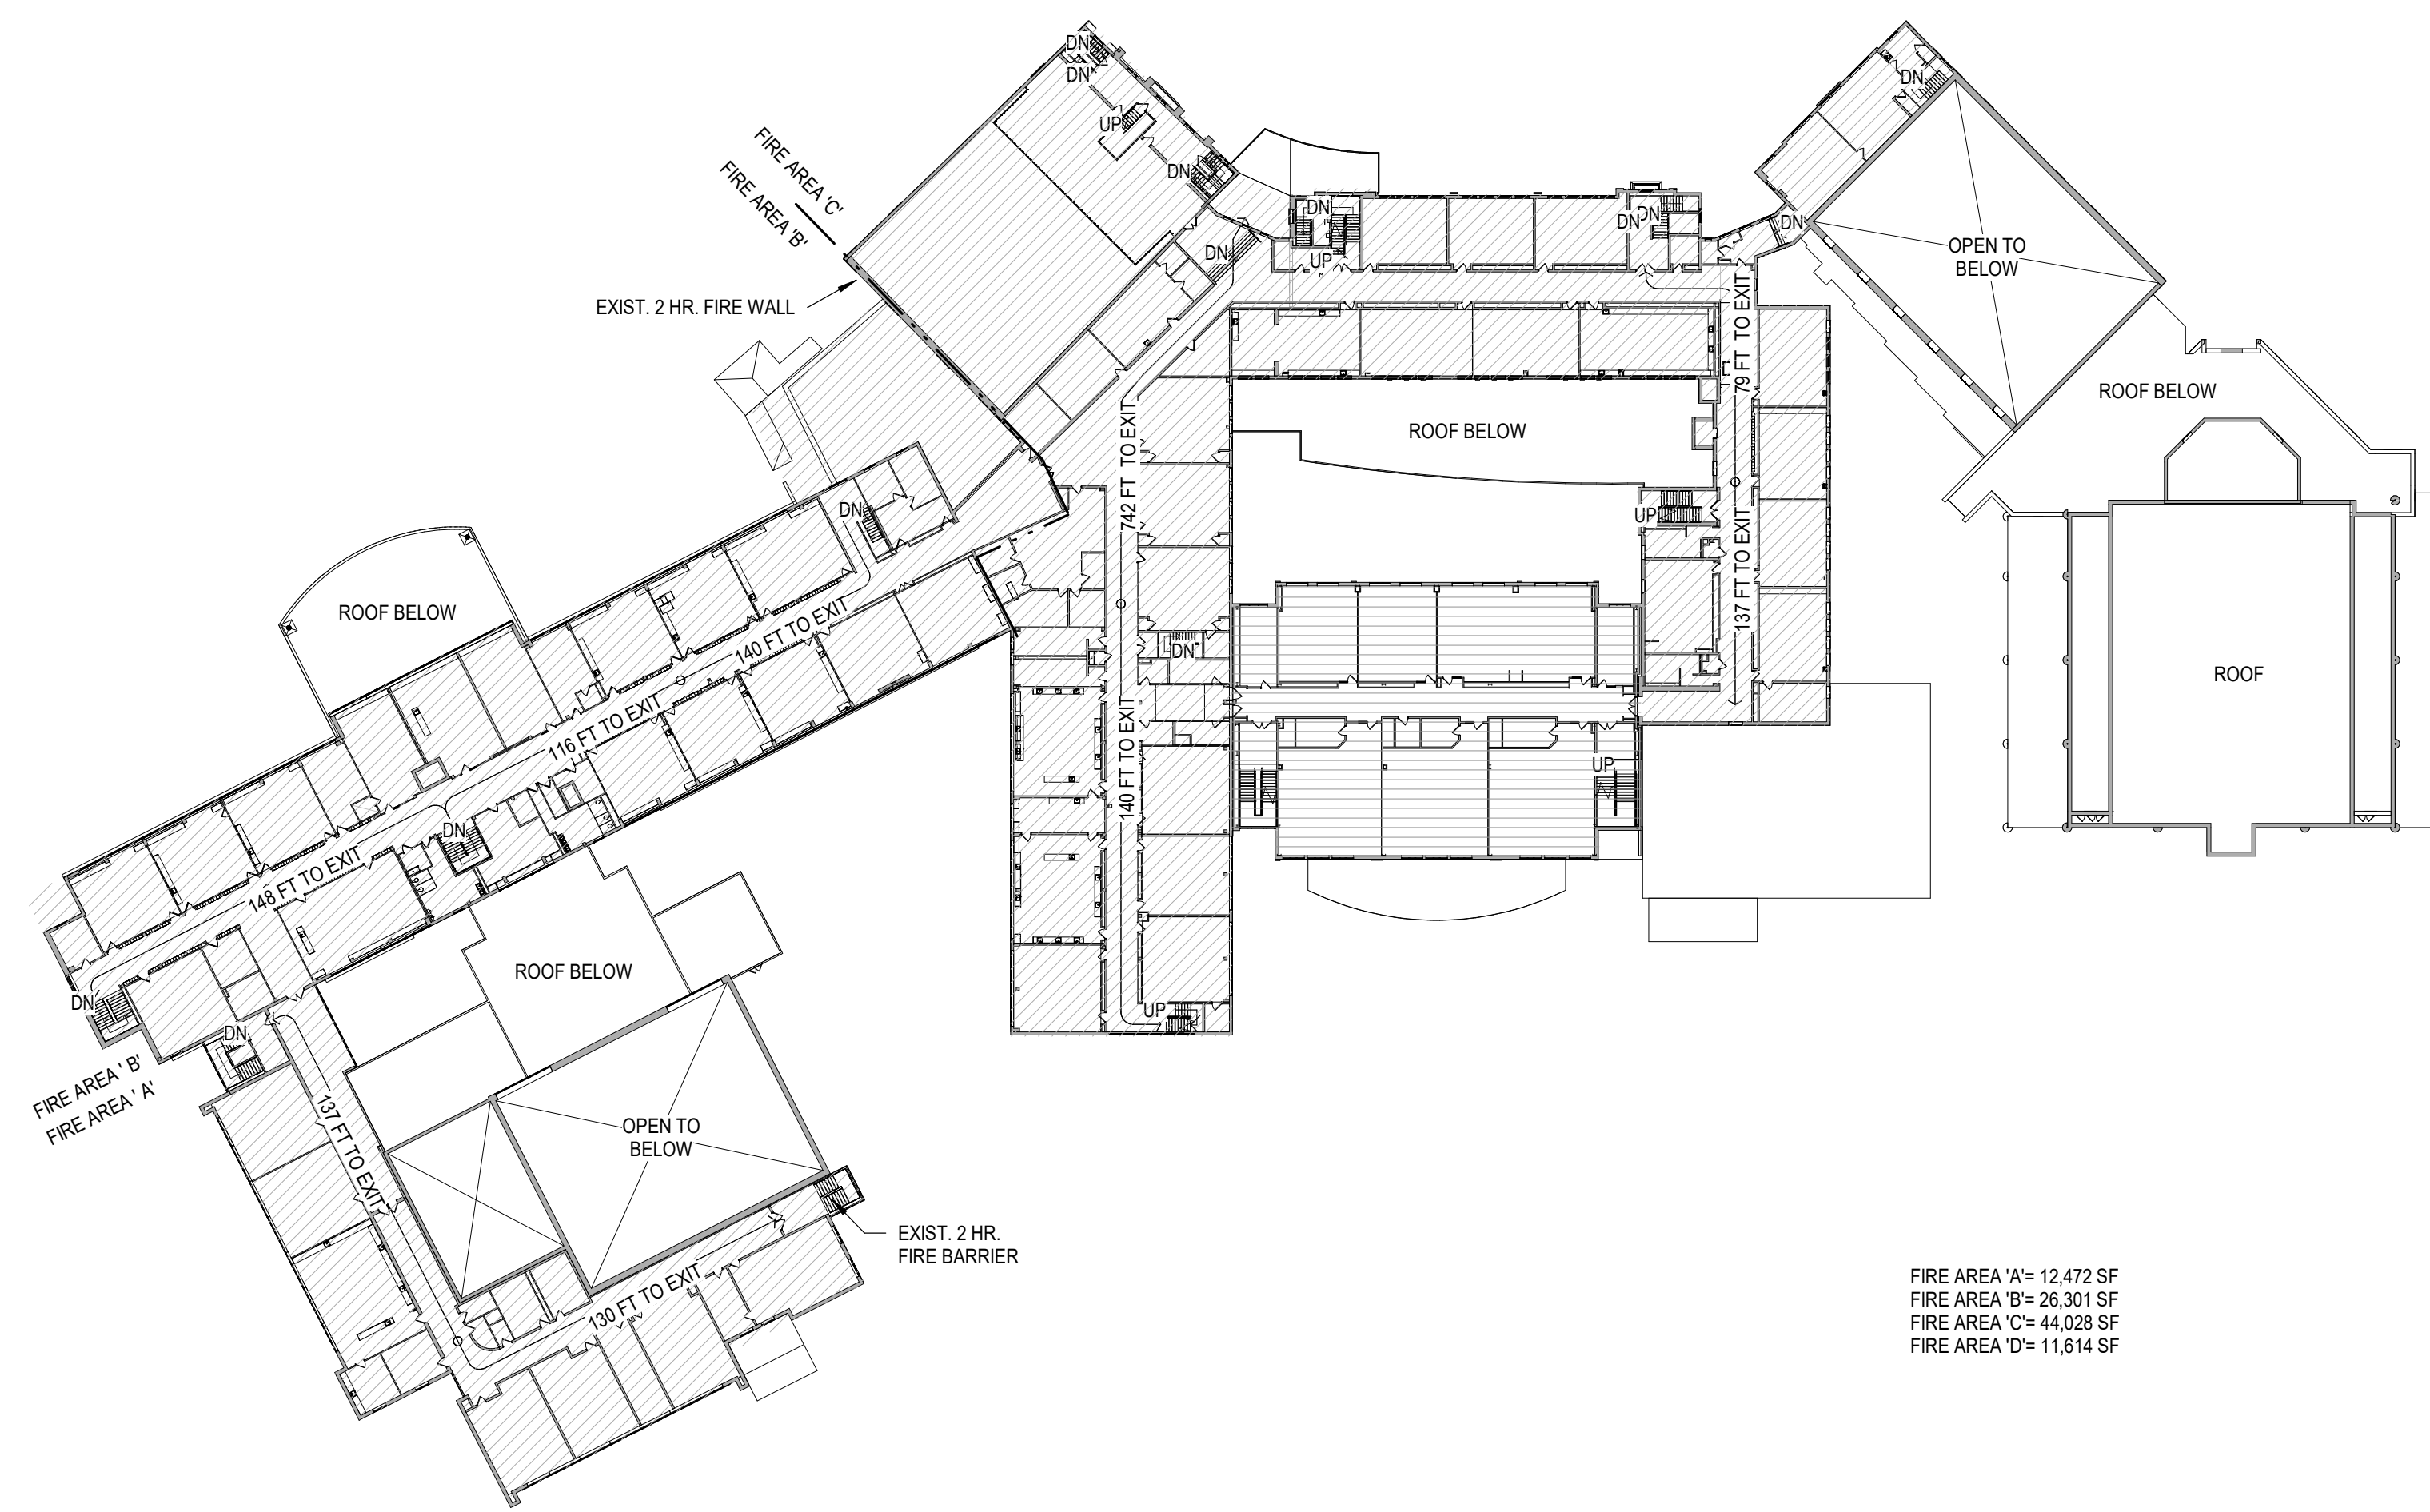 DN
DN
UP
DN
FIRE AREA 'C'
FIRE AREA 'B'
EXIST. 2 HR. FIRE WALL
DN
DN
UP
DN
DN
DN
DN
OPEN TO
BELOW
79 FT TO EXIT
ROOF BELOW
ROOF BELOW
742 FT TO EXIT
UP
137 FT TO EXIT
DN
ROOF BELOW
140 FT TO EXIT
116 FT TO EXIT
DN
140 FT TO EXIT
UP
ROOF
DN
148 FT TO EXIT
ROOF BELOW
DN
DN
UP
FIRE AREA ' B'
FIRE AREA ' A'
137 FT TO EXIT
OPEN TO
BELOW
EXIST. 2 HR.
FIRE BARRIER
130 FT TO EXIT
FIRE AREA 'A'= 12,472 SF
FIRE AREA 'B'= 26,301 SF
FIRE AREA 'C'= 44,028 SF
FIRE AREA 'D'= 11,614 SF